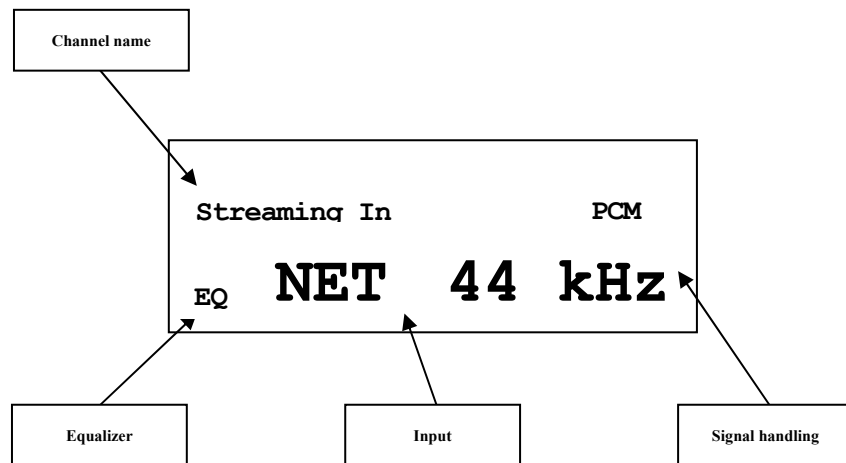 Channel name
Streaming In PCM
EQ NET 44 kHz
Equalizer Input Signal handling